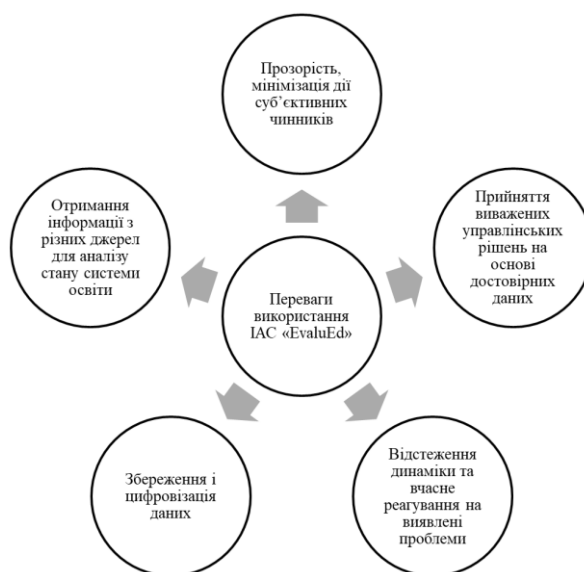 Прозорість,
мінімізація дії
суб’єктивних
чинників
Отримання
інформації з
різних джерел
для аналізу
стану системи
освіти
Прийняття
виважених
управлінських
рішень на
основі
достовірних
даних
Переваги
використання
ІАС «EvaluEd»
Збереження і
цифровізація
даних
Відстеження
динаміки та
вчасне
реагування на
виявлені
проблеми